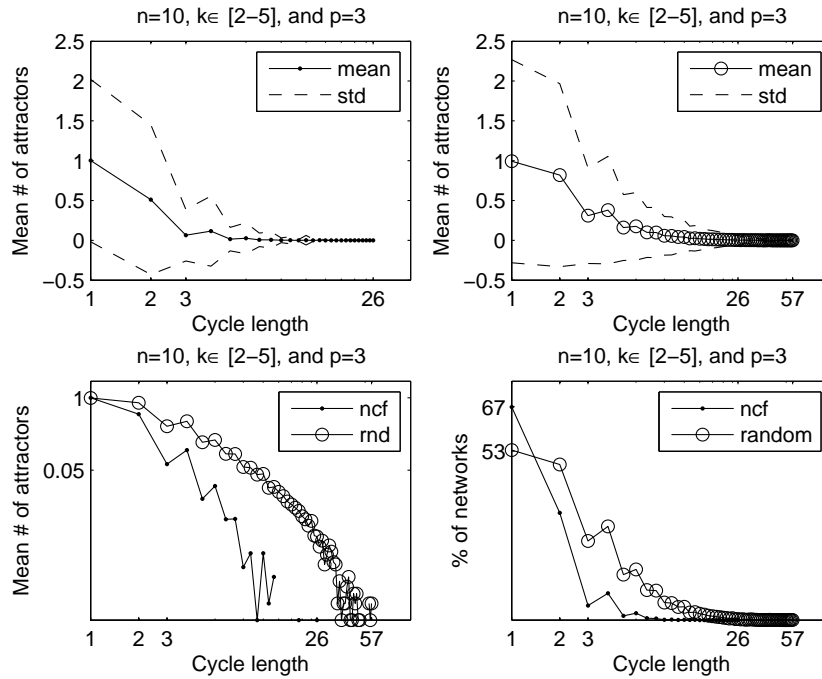 n=10, k∈ [2−5], and p=3
Mean # of attractors
2.5
2
1.5
1
0.5
0
−0.5
1
2
3
26
Cycle length
mean
std
n=10, k∈ [2−5], and p=3
Mean # of attractors
2.5
2
1.5
1
0.5
0
−0.5
1
2
3
26
57
Cycle length
mean
std
n=10, k∈ [2−5], and p=3
Mean # of attractors
1
0.05
1
2
3
26
57
Cycle length
ncf
rnd
n=10, k∈ [2−5], and p=3
% of networks
67
53
1
2
3
26
57
Cycle length
ncf
random